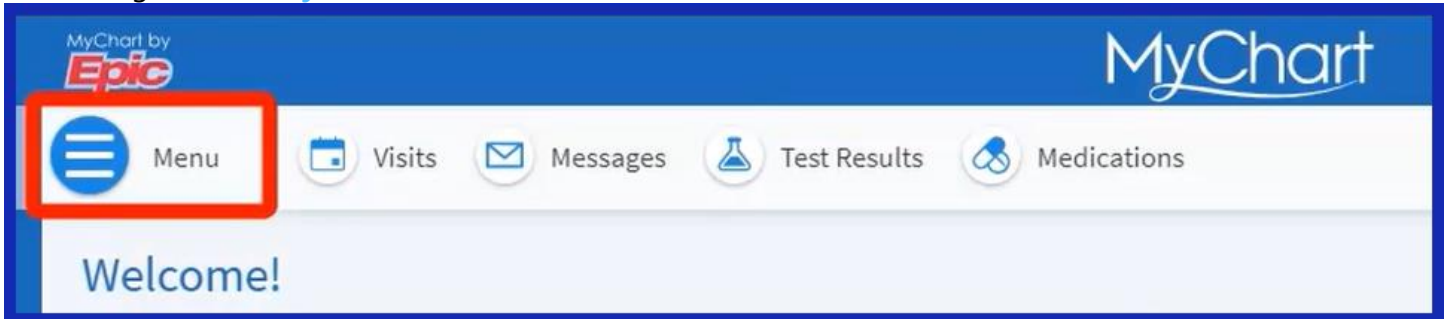 MyChart by
Epic
MyChart
Menu
Visits
Messages
Test Results
Medications
Welcome!